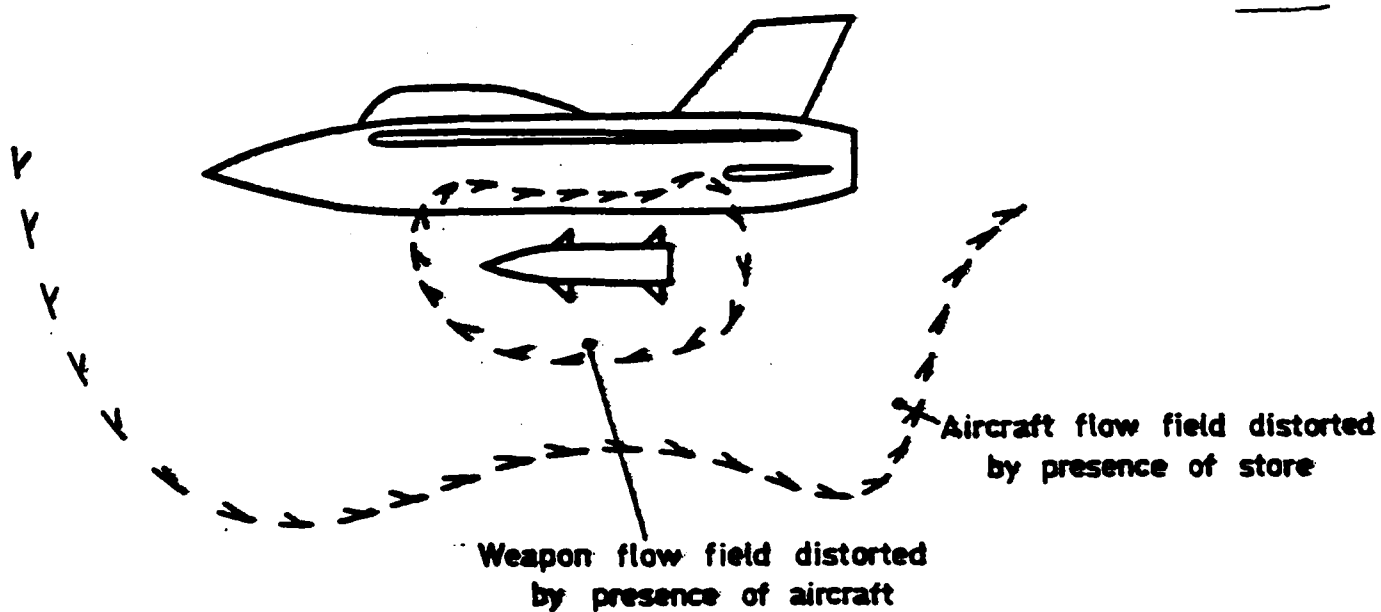 Aircraft flow field distorted
by presence of store
Weapon flow field distorted
by presence of aircraft